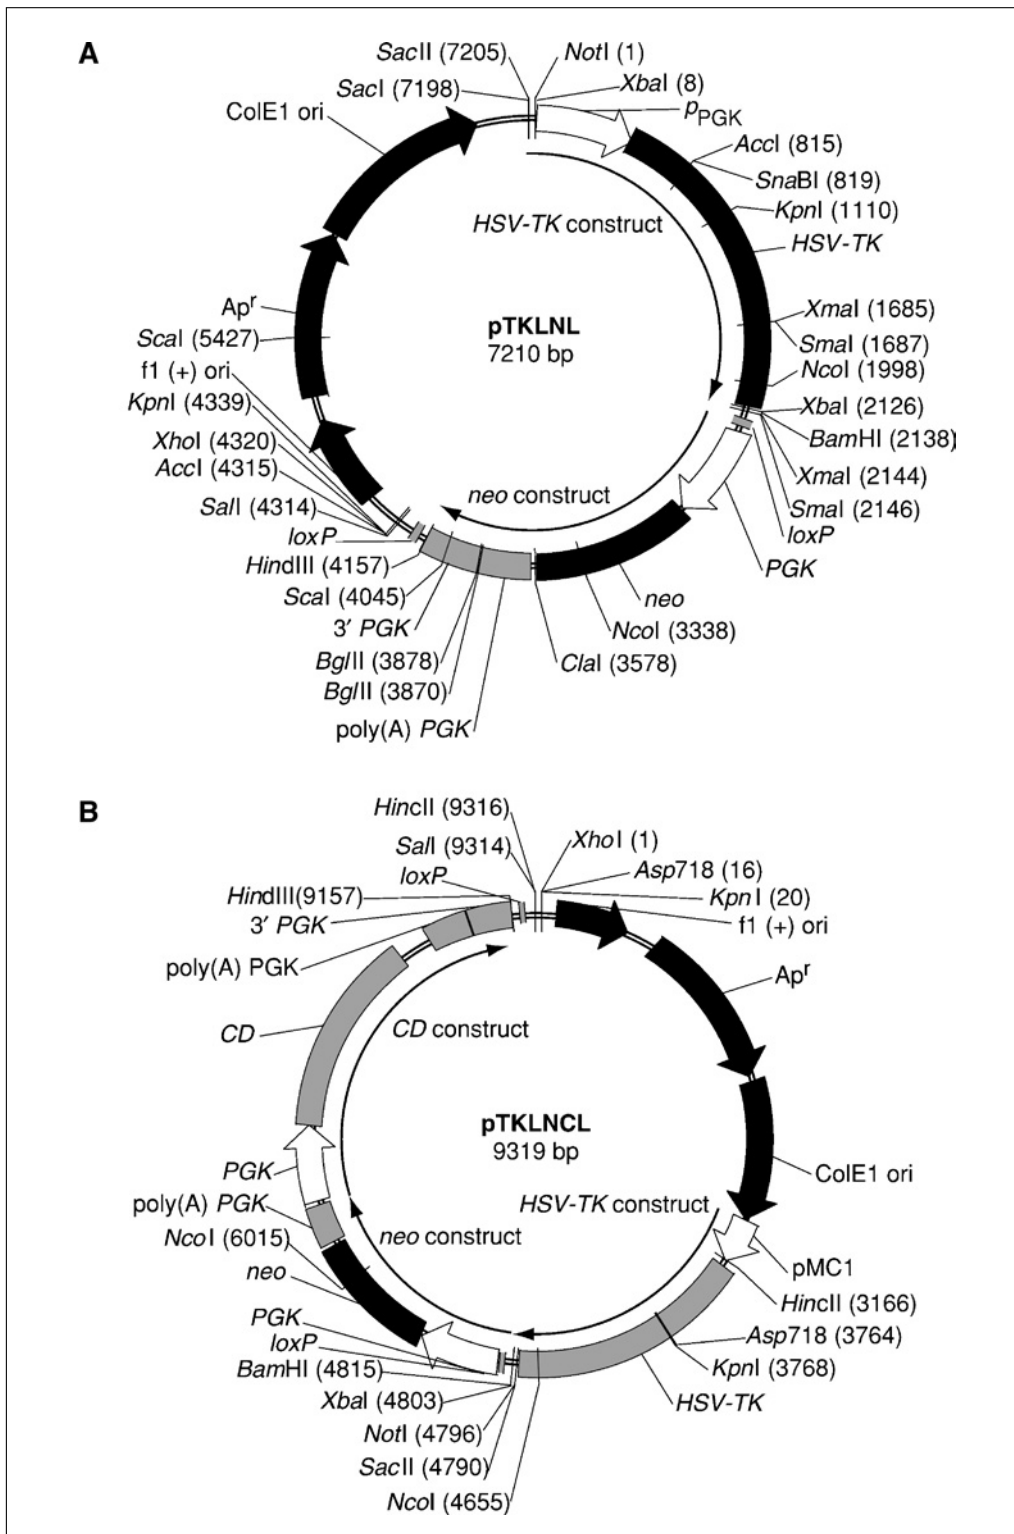 A
SacII (7205)
NotI (1)
SacI (7198)
XbaI (8)
ColE1 ori
pPGK
AccI (815)
SnaBI (819)
KpnI (1110)
HSV-TK construct
HSV-TK
Apr
XmaI (1685)
pTKLNL
ScaI (5427)
SmaI (1687)
7210 bp
f1 (+) ori
NcoI (1998)
KpnI (4339)
XbaI (2126)
XhoI (4320)
BamHI (2138)
AccI (4315)
XmaI (2144)
neo construct
SalI (4314)
SmaI (2146)
loxP
loxP
HindIII (4157)
PGK
ScaI (4045)
neo
3′ PGK
NcoI (3338)
BglII (3878)
ClaI (3578)
BglII (3870)
poly(A) PGK
B
HincII (9316)
XhoI (1)
SalI (9314)
Asp718 (16)
loxP
HindIII(9157)
KpnI (20)
3′ PGK
f1 (+) ori
poly(A) PGK
Apr
CD
CD construct
pTKLNCL
9319 bp
PGK
ColE1 ori
poly(A) PGK
HSV-TK construct
NcoI (6015)
neo construct
neo
pMC1
HincII (3166)
PGK
Asp718 (3764)
loxP
BamHI (4815)
KpnI (3768)
XbaI (4803)
HSV-TK
NotI (4796)
SacII (4790)
NcoI (4655)